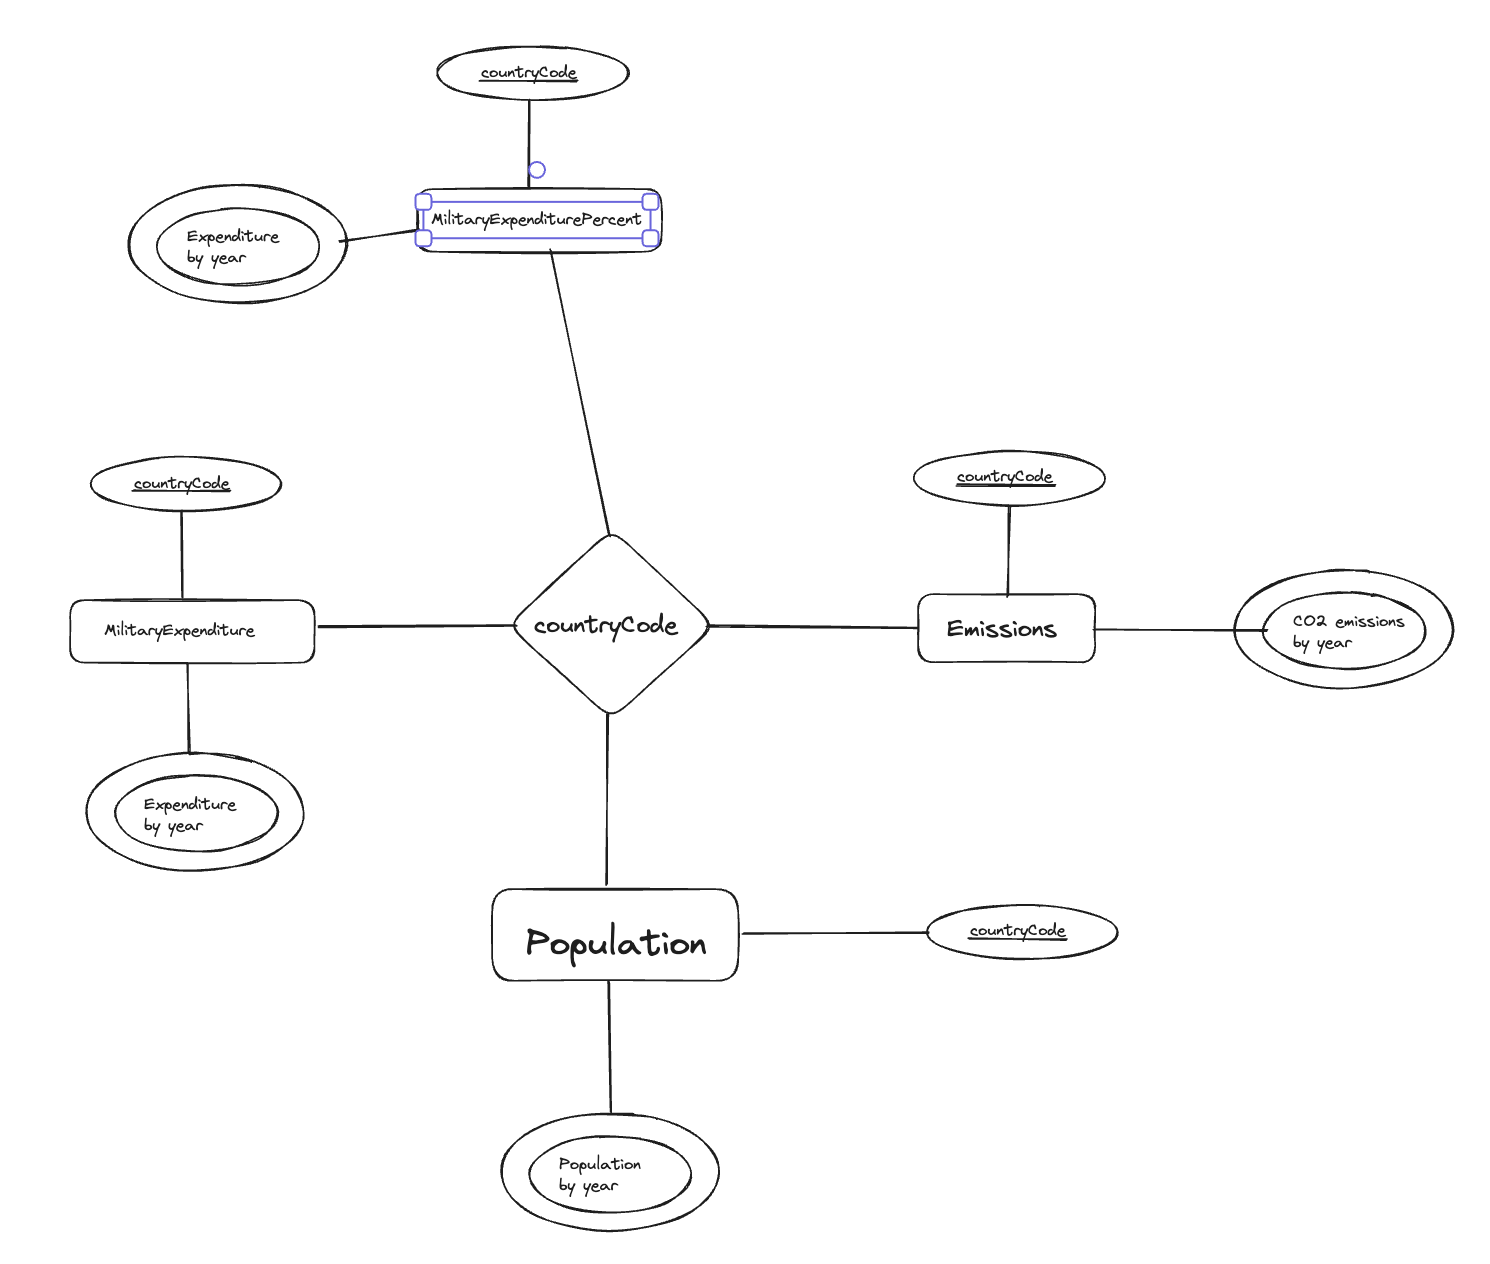 countryCode
MilitaryExpenditurePercent
Expenditure
by year
countryCode
countryCode
MilitaryExpenditure
countryCode
Emissions
CO2 emissions
by year
Expenditure
by year
Population
countryCode
Population
by year